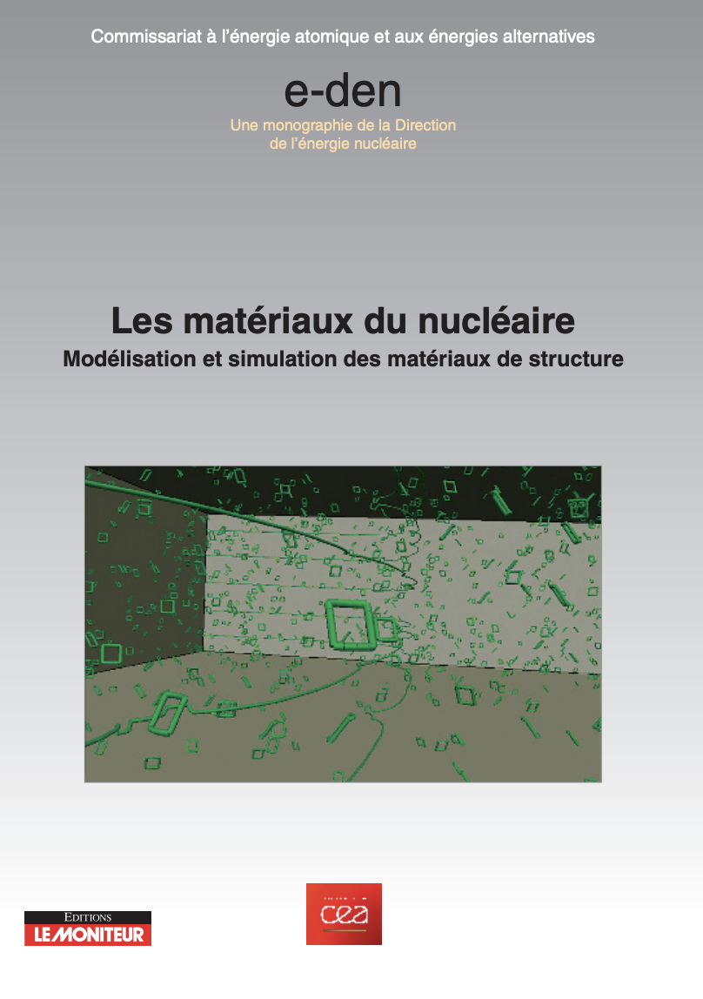 Commissariat à l’énergie atomique et aux énergies alternatives
e-den
Une monographie de la Direction
de l’énergie nucléaire
Les matériaux du nucléaire
Modélisation et simulation des matériaux de structure
EDITIONS
LE MONITEUR
cea